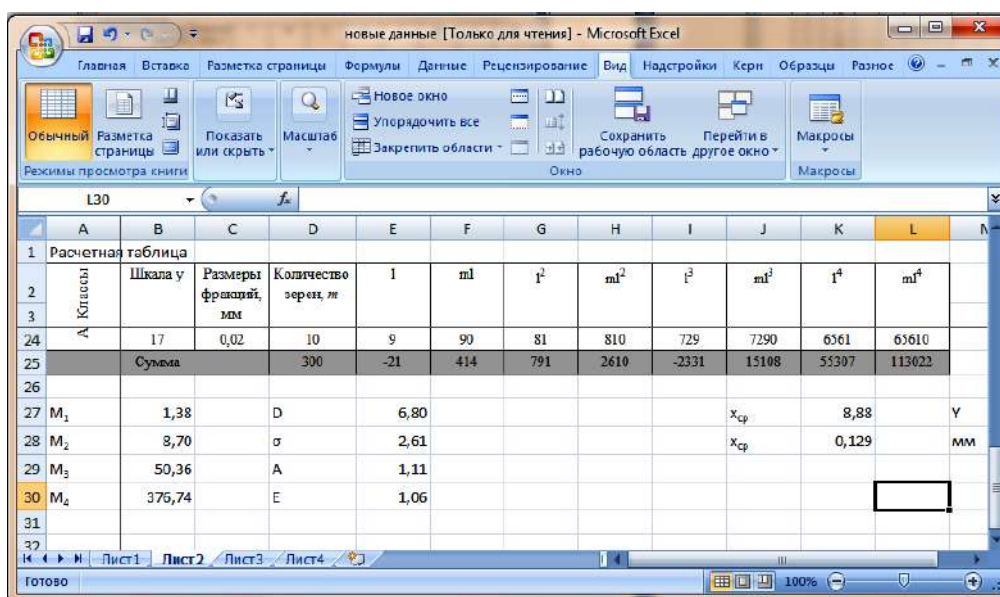 новые данные [Только для чтения] - Microsoft Excel
Главная Вставка Разметка страницы Формулы Данные Рецензирование Вид Надстройки Керн Образцы Разное
Обычный Разметка страницы
Показать или скрыть
Масштаб
Новое окно
Упорядочить все
Закрепить области
Сохранить рабочую область
Перейти в другое окно
Макросы
Режимы просмотра книги
Окно
Макросы
L30 fx
A B C D E F G H I J K L
1 Расчетная таблица
2 А Классы Шкала γ Размеры фракций, мм Количество зерен, m l ml l² ml² l³ ml³ l⁴ ml⁴
3
24 17 0,02 10 9 90 81 810 729 7290 6561 65610
25 Сумма 300 -21 414 791 2610 -2331 15108 55307 113022
26
27 M₁ 1,38 D 6,80 xср 8,88 Y
28 M₂ 8,70 σ 2,61 xср 0,129 мм
29 M₃ 50,36 A 1,11
30 M₄ 376,74 E 1,06
31
32
Лист1 Лист2 Лист3 Лист4
Готово 100%